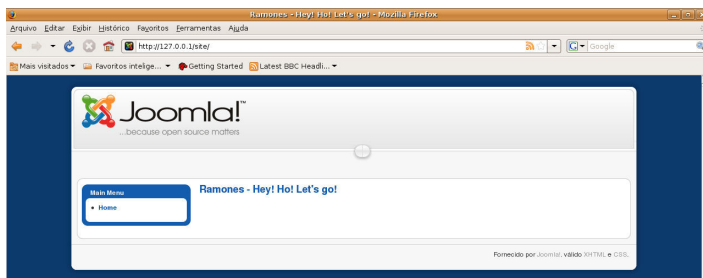 Ramones - Hey! Ho! Let's go! - Mozilla Firefox
Arquivo Editar Exibir Histórico Favoritos Ferramentas Ajuda
http://127.0.0.1/site/
Google
Mais visitados Favoritos intelige... Getting Started Latest BBC Headli...
Joomla!™
...because open source matters
Main Menu
Home
Ramones - Hey! Ho! Let's go!
Fornecido por Joomla!. válido XHTML e CSS.